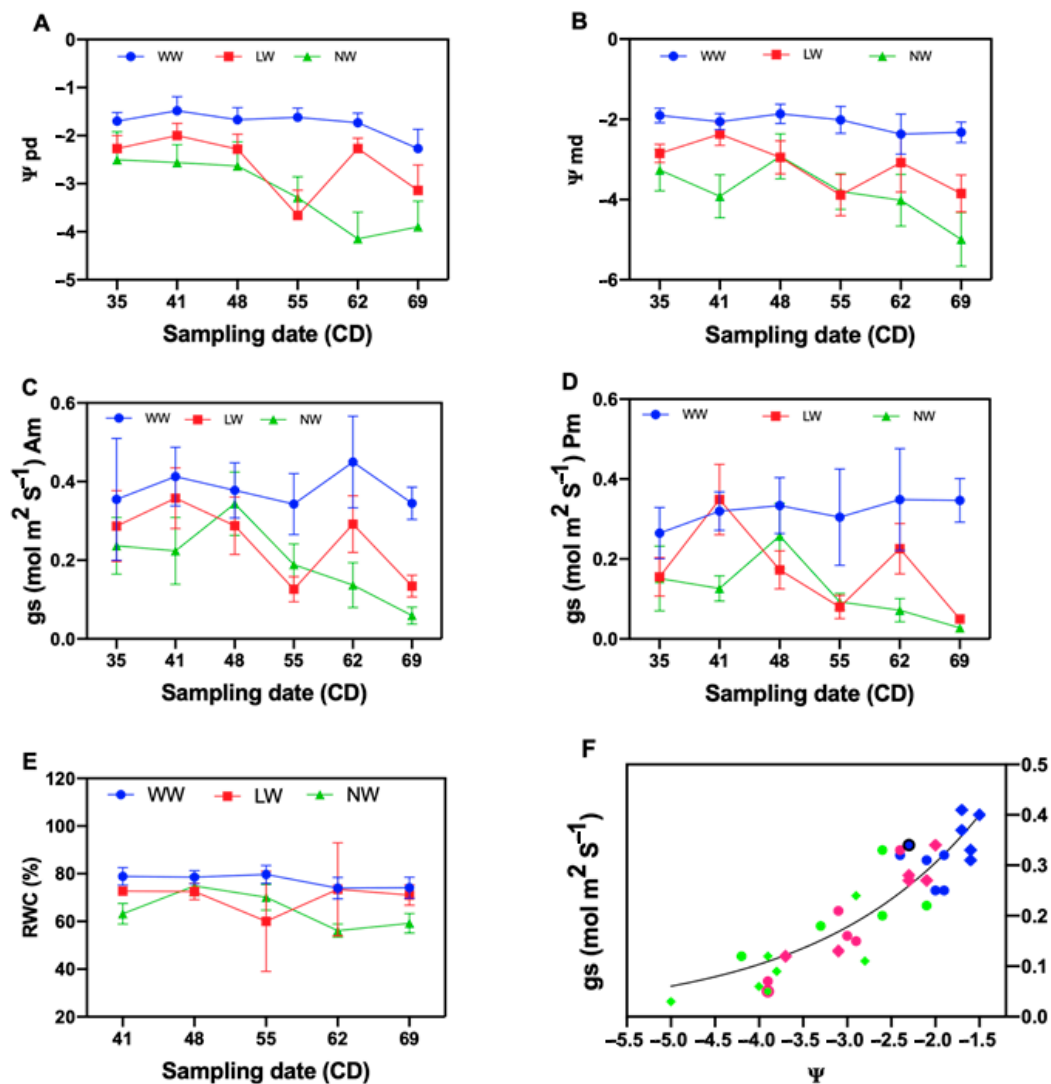 A
WW LW NW
0
−1
−2
−3
−4
−5
Ψ pd
35 41 48 55 62 69
Sampling date (CD)
B
WW LW NW
0
−2
−4
−6
Ψ md
35 41 48 55 62 69
Sampling date (CD)
C
WW LW NW
0.6
0.4
0.2
0.0
gs (mol m² S⁻¹) Am
35 41 48 55 62 69
Sampling date (CD)
D
WW LW NW
0.6
0.4
0.2
0.0
gs (mol m² S⁻¹) Pm
35 41 48 55 62 69
Sampling date (CD)
E
WW LW NW
120
100
80
60
40
20
RWC (%)
41 48 55 62 69
Sampling date (CD)
F
gs (mol m² S⁻¹)
0.5
0.4
0.3
0.2
0.1
0.0
−5.5 −5.0 −4.5 −4.0 −3.5 −3.0 −2.5 −2.0 −1.5
Ψ